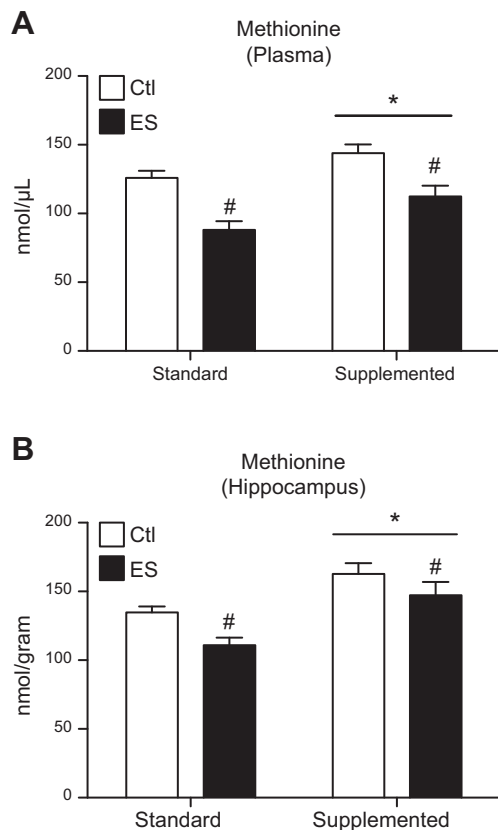 A
Methionine
(Plasma)
200
150
100
50
0
nmol/µL
Ctl
ES
#
*
#
Standard
Supplemented
B
Methionine
(Hippocampus)
200
150
100
50
0
nmol/gram
Ctl
ES
#
*
#
Standard
Supplemented